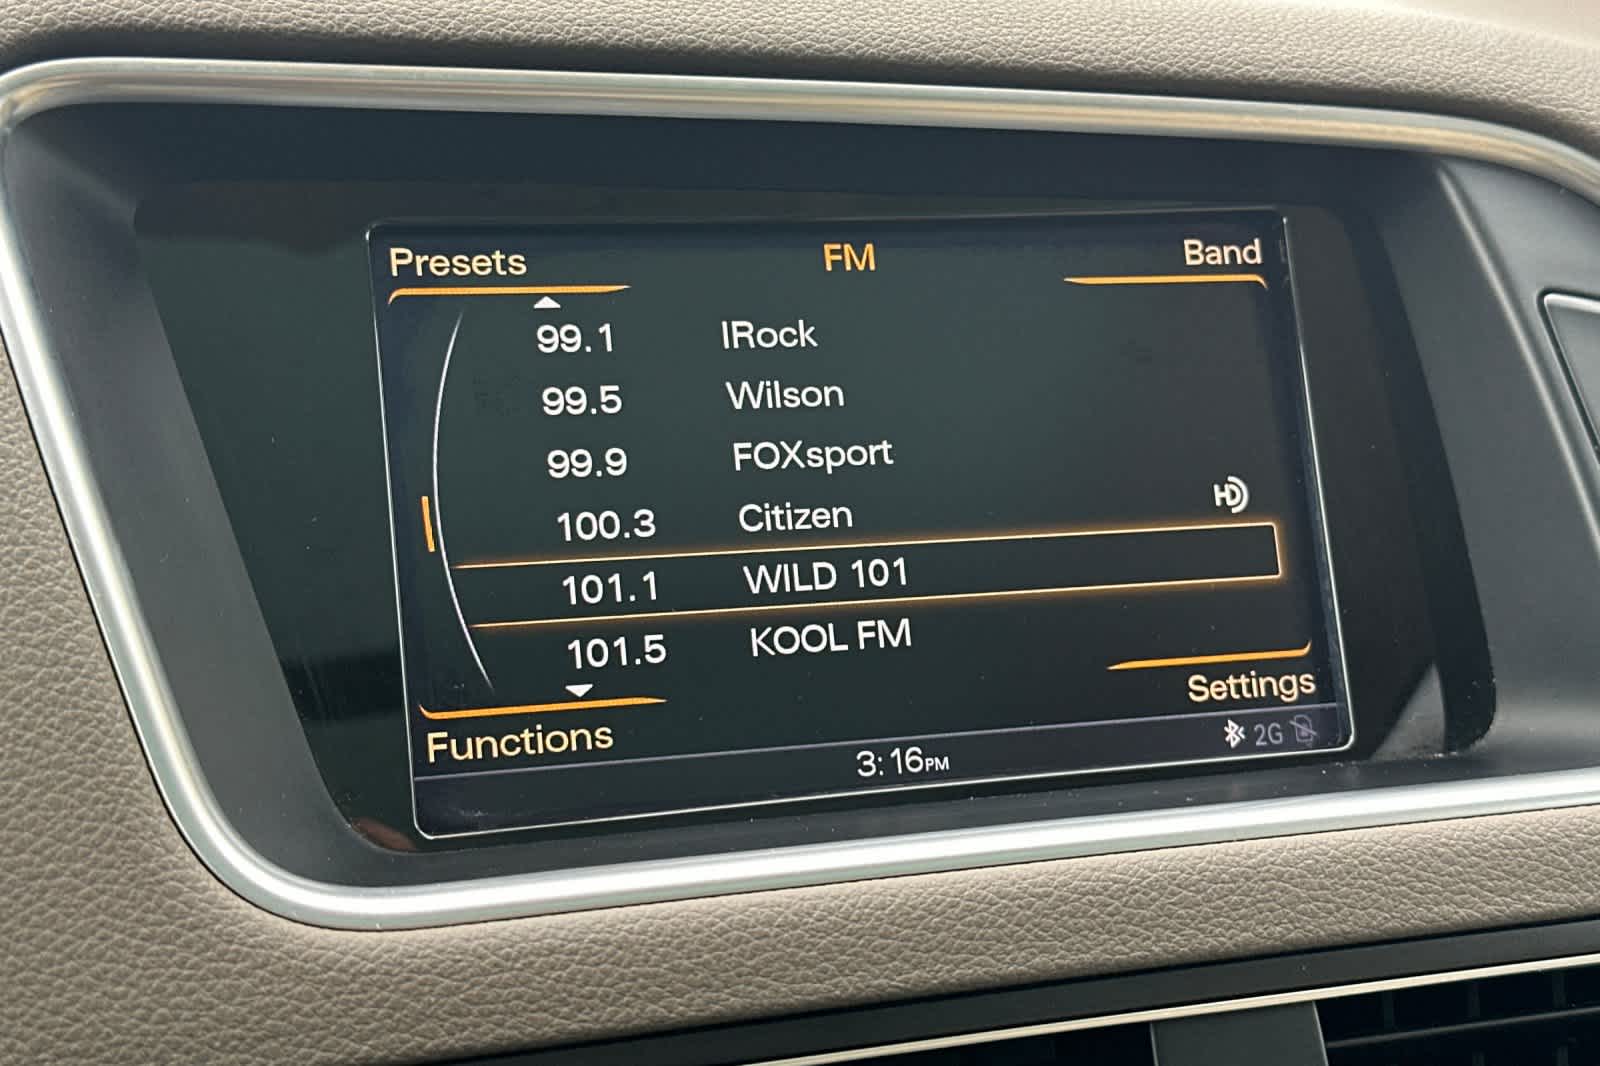 Presets FM Band
99.1 IRock
99.5 Wilson
99.9 FOXsport
100.3 Citizen HD
101.1 WILD 101
101.5 KOOL FM
Settings
Functions
3:16PM 2G